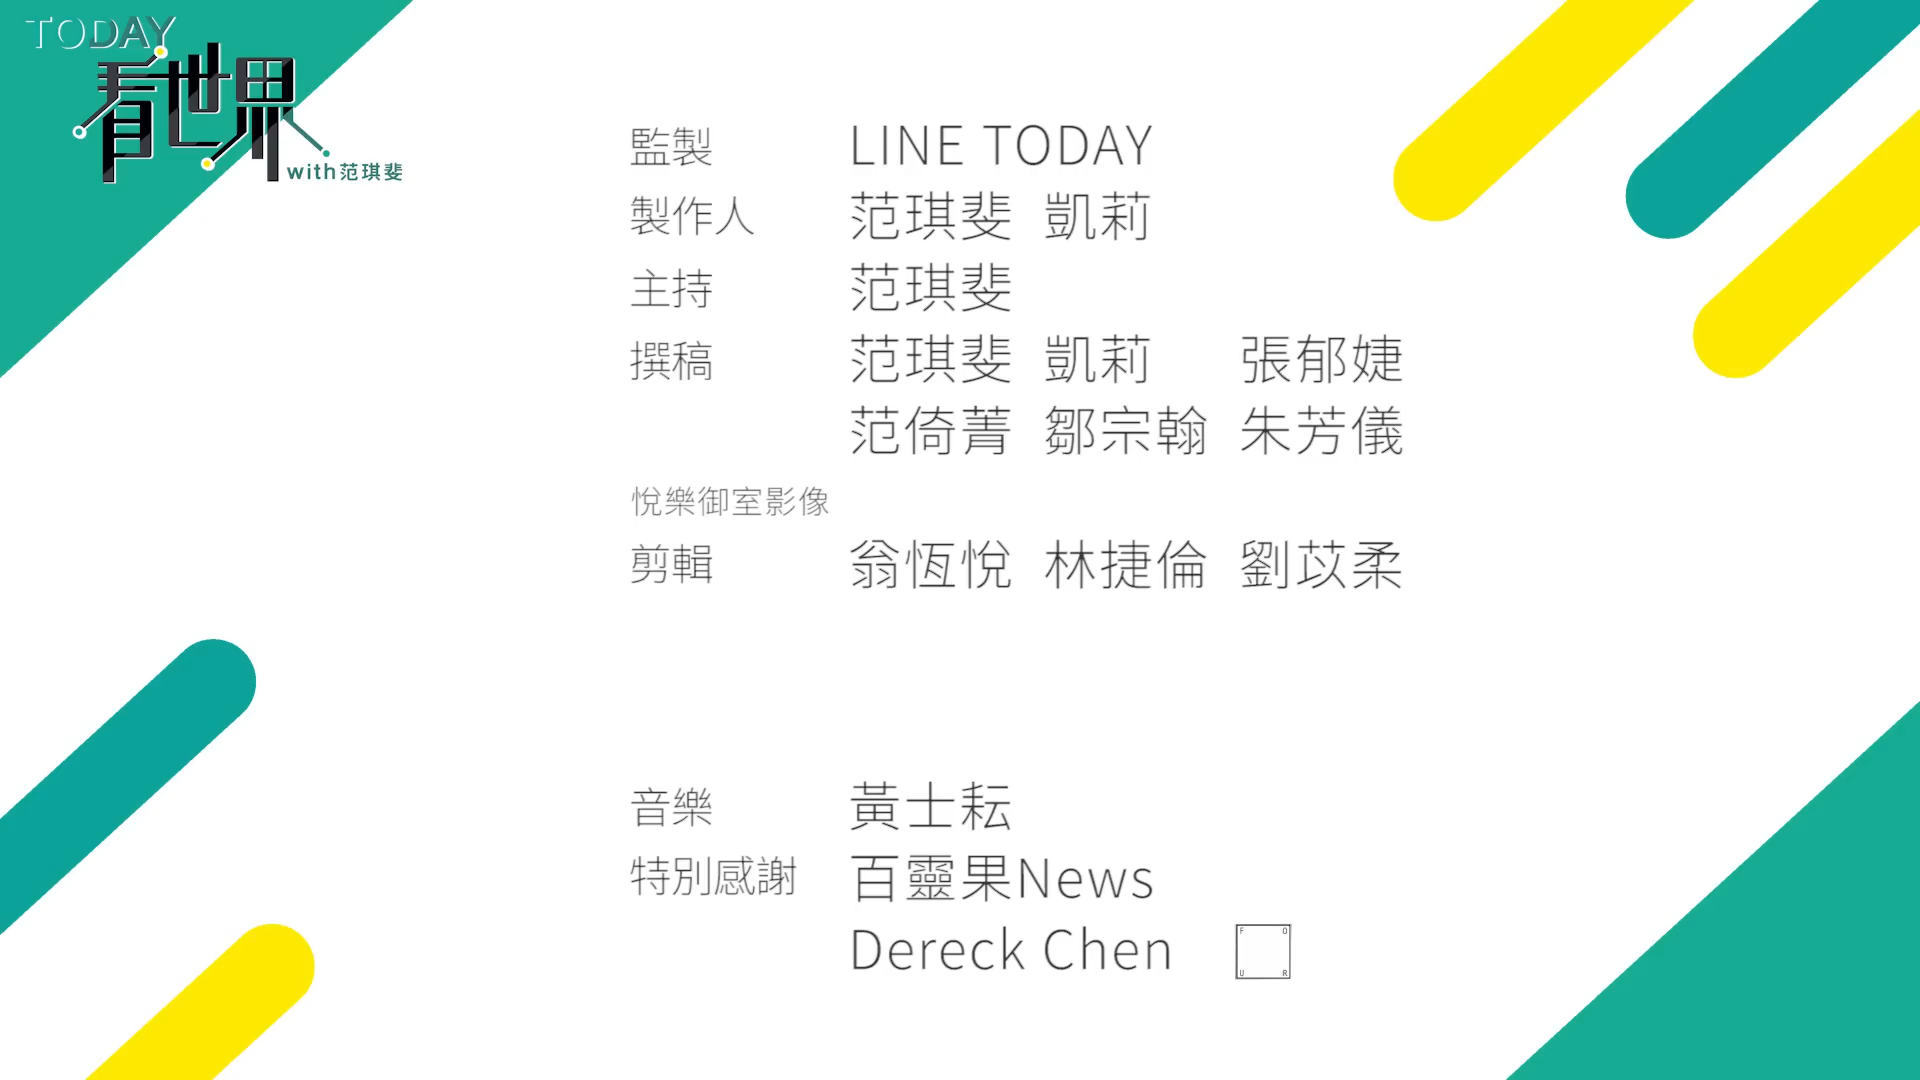 TODAY
看世界
with范琪斐
監製 LINE TODAY
製作人 范琪斐 凱莉
主持 范琪斐
撰稿 范琪斐 凱莉 張郁婕
范倚菁 鄒宗翰 朱芳儀
悅樂御室影像
剪輯 翁恆悅 林捷倫 劉苡柔
音樂 黃士耘
特別感謝 百靈果News
Dereck Chen
F O
U R